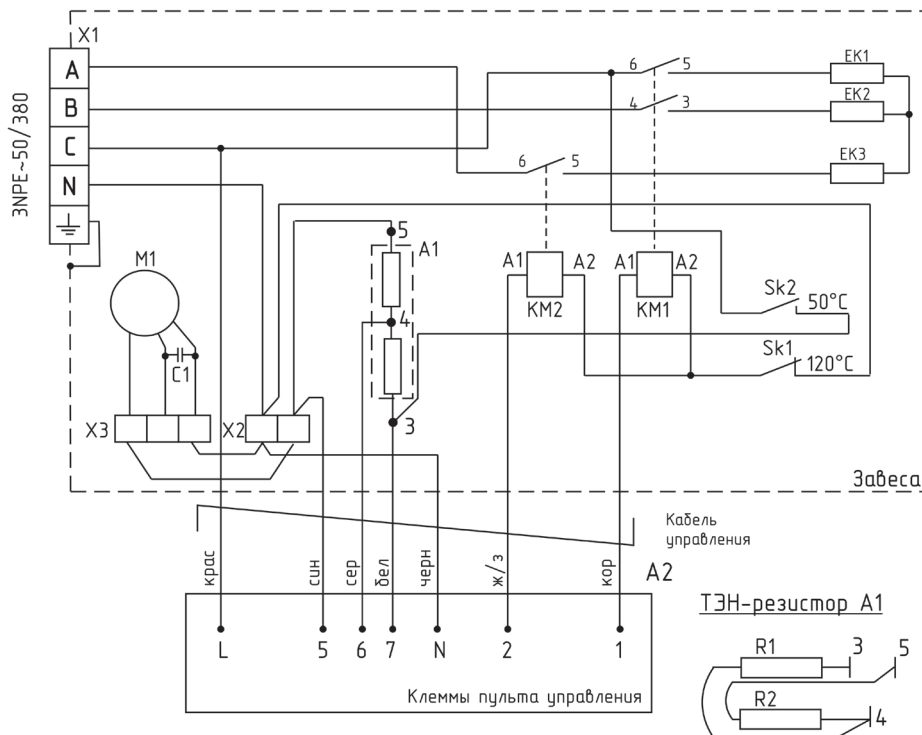 X1
3NPE~50/380
A
B
C
N
6
5
EK1
4
3
EK2
6
5
EK3
M1
C1
5
A1
4
3
A1
A2
KM2
A1
A2
KM1
Sk2
50°C
Sk1
120°C
X3
X2
Завеса
Кабель
управления
крас
син
сер
бел
черн
ж/з
кор
A2
L
5
6
7
N
2
1
Клеммы пульта управления
ТЭН-резистор A1
R1
3
5
R2
4